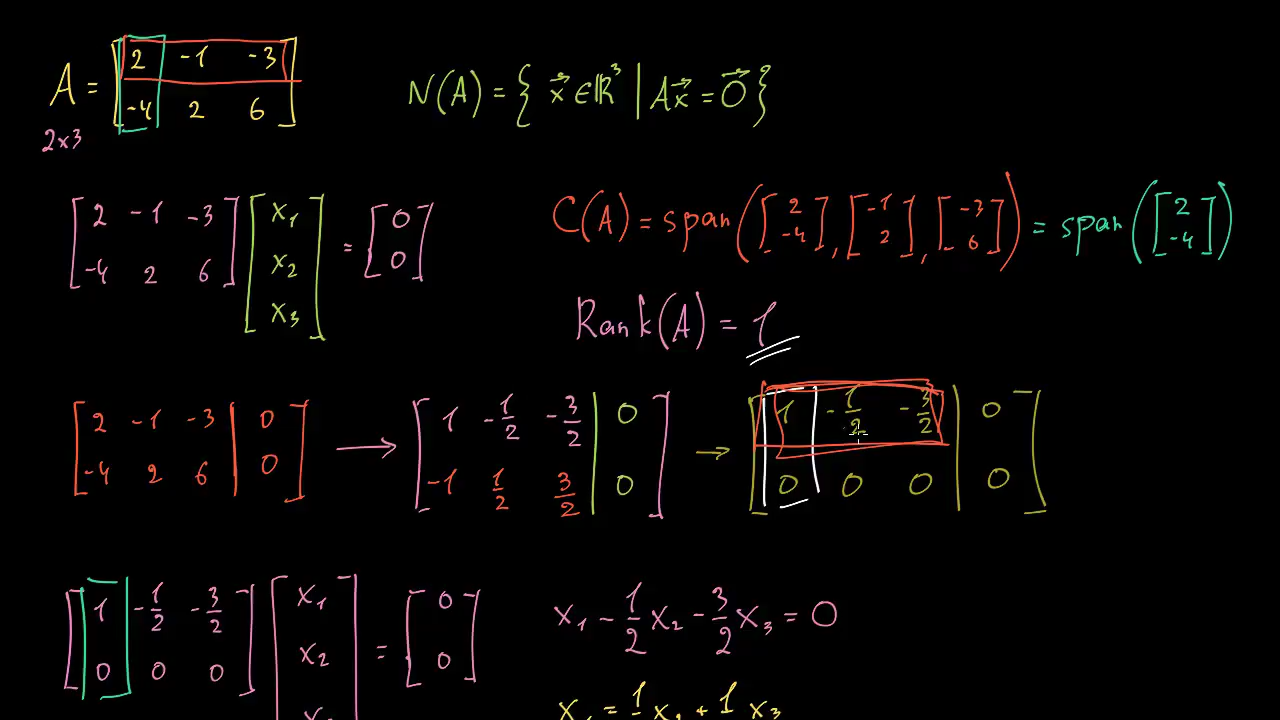 A = [2 -1 -3; -4 2 6]
2x3
N(A) = { x⃗ ∈ ℝ³ | Ax⃗ = 0⃗ }
[2 -1 -3; -4 2 6] [x₁; x₂; x₃] = [0; 0]
C(A) = span([2; -4], [-1; 2], [-3; 6]) = span([2; -4])
Rank(A) = 1
[2 -1 -3 | 0; -4 2 6 | 0] → [1 -1/2 -3/2 | 0; -1 1/2 3/2 | 0] → [1 -1/2 -3/2 | 0; 0 0 0 | 0]
[1 -1/2 -3/2; 0 0 0] [x₁; x₂; x₃] = [0; 0]
x₁ - 1/2 x₂ - 3/2 x₃ = 0